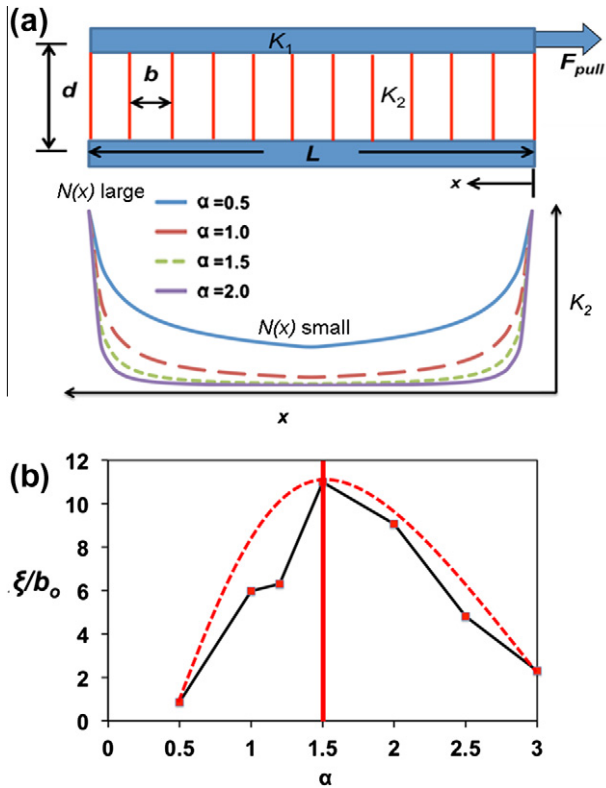 (a)
K1
Fpull
d
b
K2
L
x
N(x) large
α=0.5
α=1.0
α=1.5
α=2.0
N(x) small
K2
x
(b)
12
10
8
6
4
2
0
ξ/bo
0 0.5 1 1.5 2 2.5 3
α